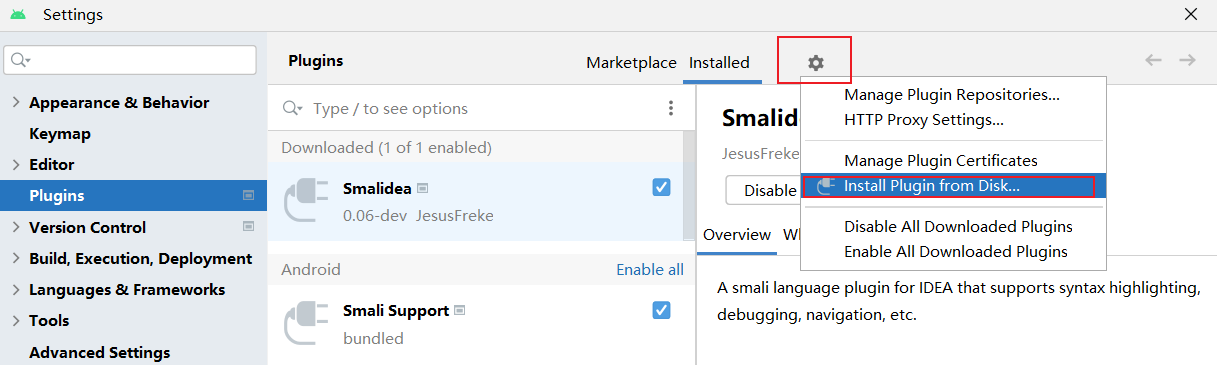 Settings
Plugins
Marketplace
Installed
Appearance & Behavior
Keymap
Editor
Plugins
Version Control
Build, Execution, Deployment
Languages & Frameworks
Tools
Advanced Settings
Type / to see options
Downloaded (1 of 1 enabled)
Smalidea
0.06-dev JesusFreke
Android
Enable all
Smali Support
bundled
Smalide
JesusFreke
Disable
Overview
Wh
Manage Plugin Repositories...
HTTP Proxy Settings...
Manage Plugin Certificates
Install Plugin from Disk...
Disable All Downloaded Plugins
Enable All Downloaded Plugins
A smali language plugin for IDEA that supports syntax highlighting,
debugging, navigation, etc.